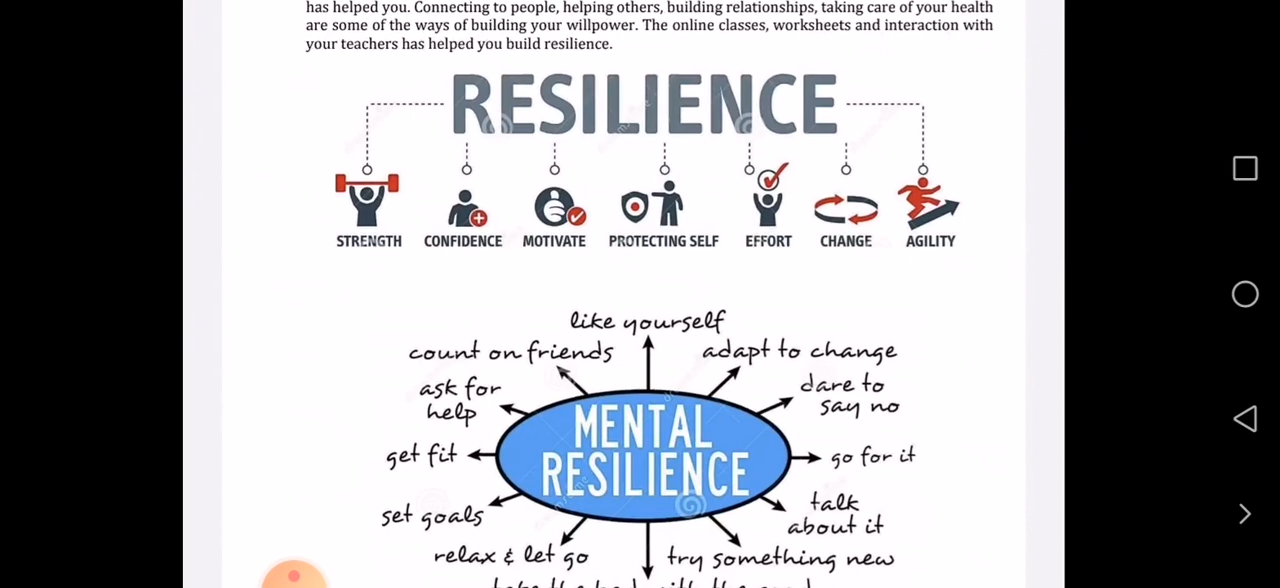 has helped you. Connecting to people, helping others, building relationships, taking care of your health
are some of the ways of building your willpower. The online classes, worksheets and interaction with
your teachers has helped you build resilience.
RESILIENCE
STRENGTH CONFIDENCE MOTIVATE PROTECTING SELF EFFORT CHANGE AGILITY
like yourself
count on friends adapt to change
ask for
help
dare to
say no
MENTAL
RESILIENCE
get fit go for it
set goals
talk
about it
relax & let go try something new